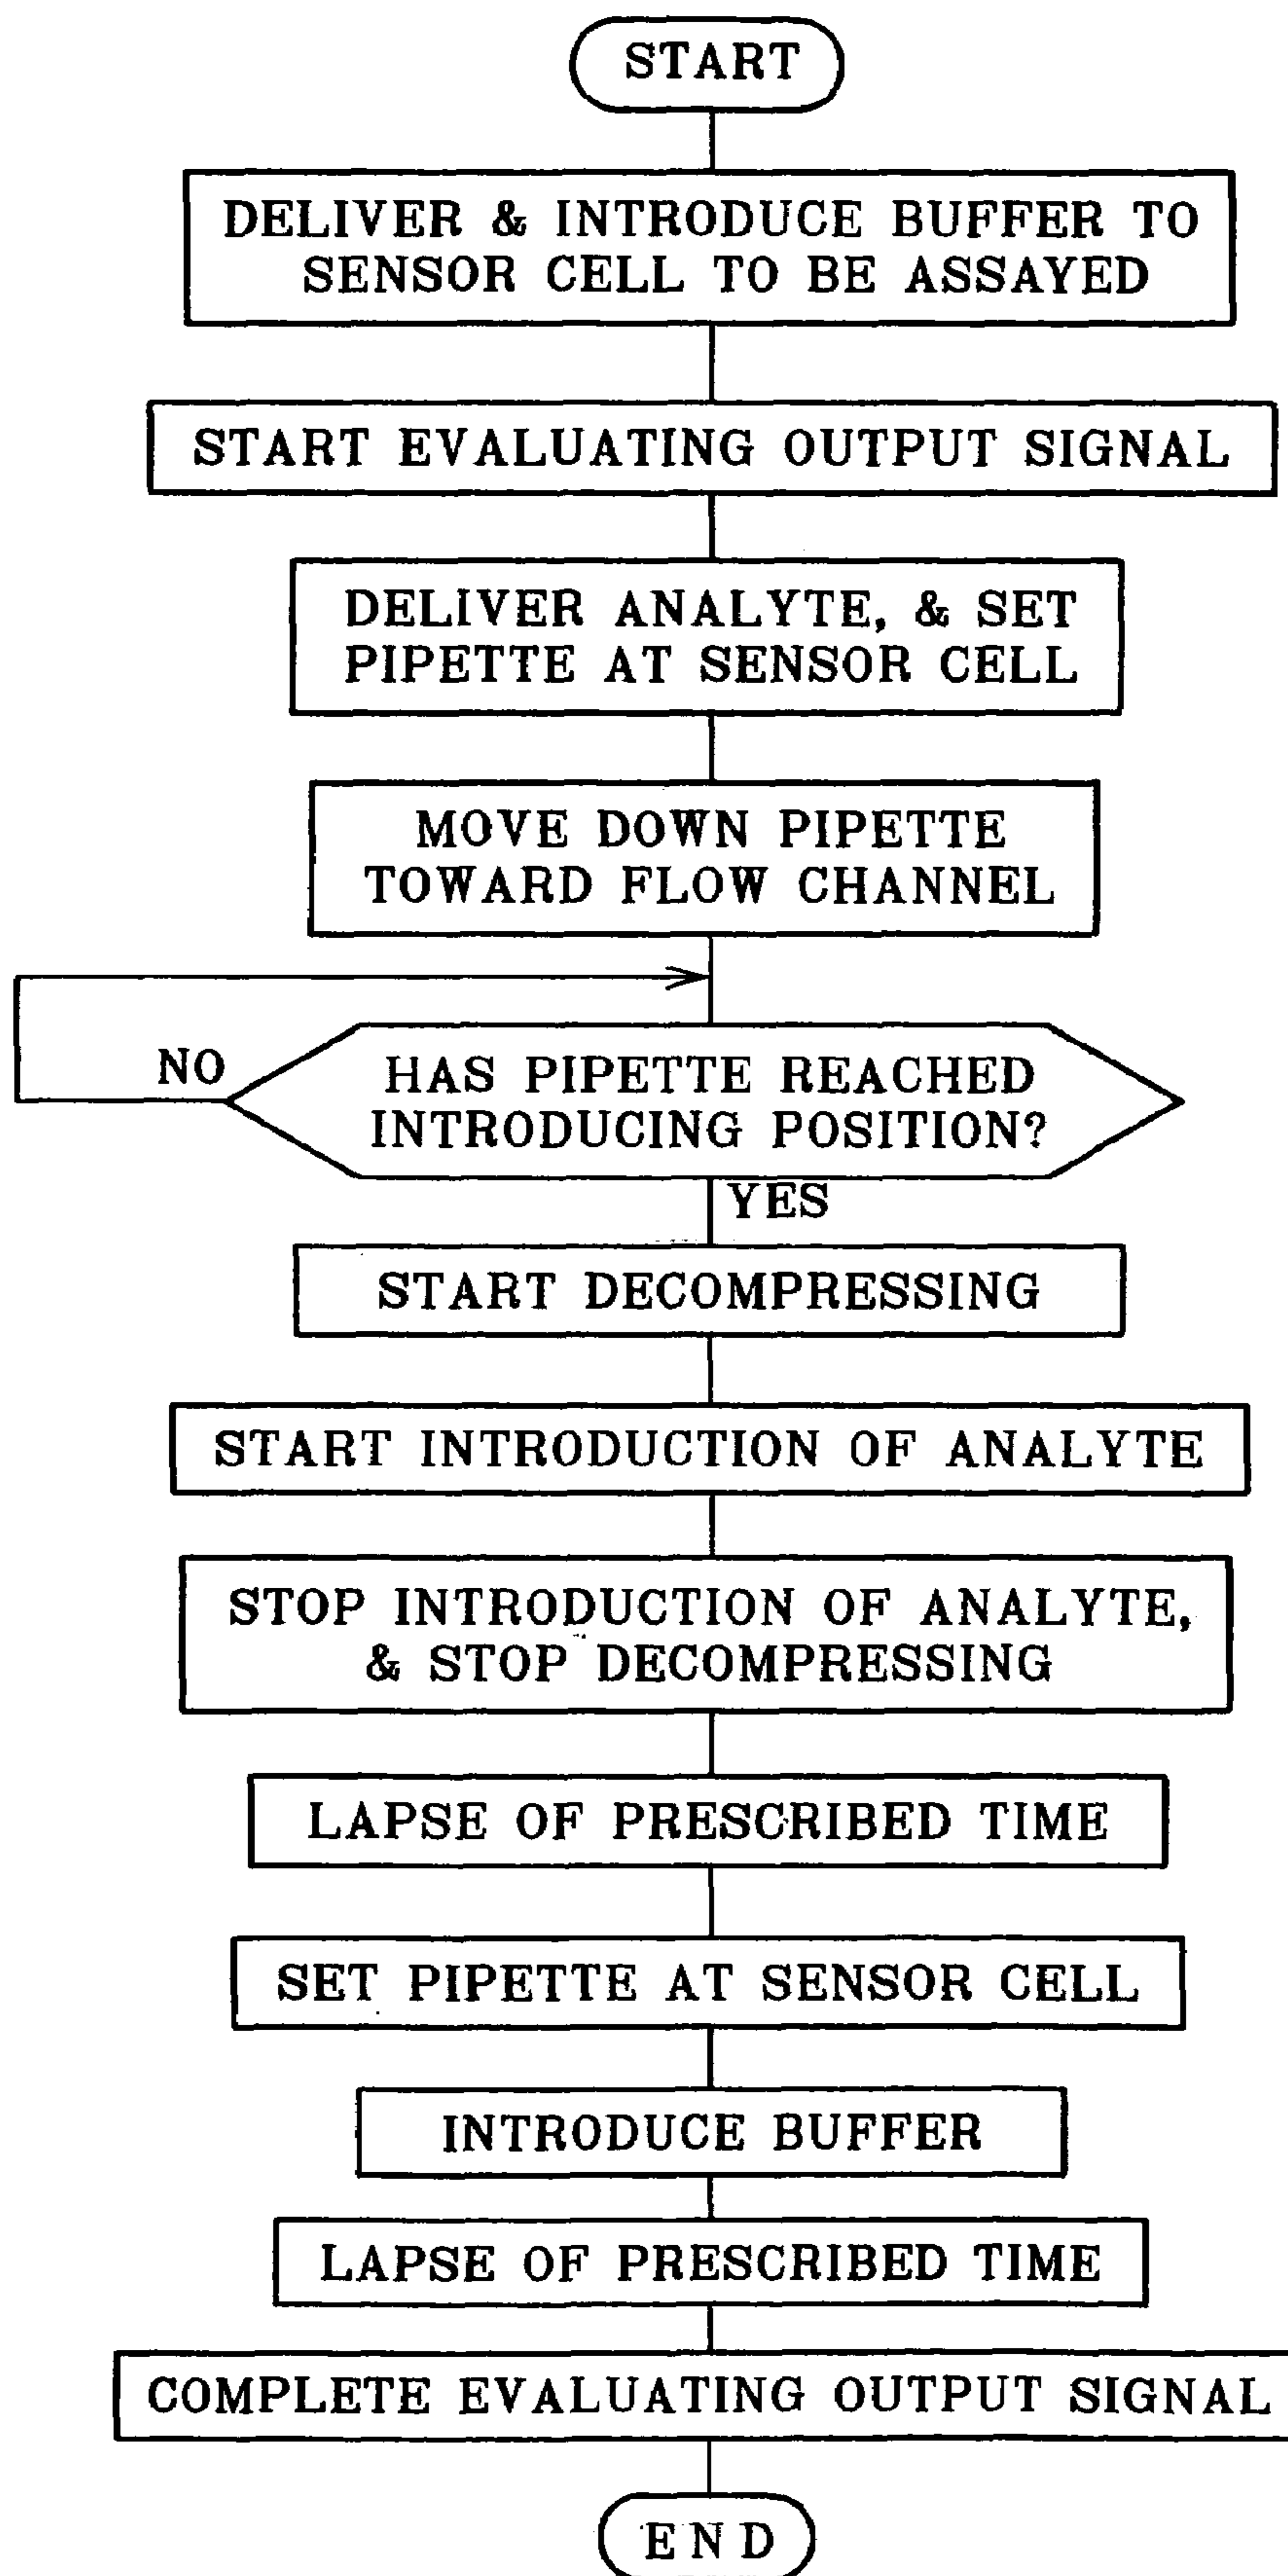 START
DELIVER & INTRODUCE BUFFER TO
SENSOR CELL TO BE ASSAYED
START EVALUATING OUTPUT SIGNAL
DELIVER ANALYTE, & SET
PIPETTE AT SENSOR CELL
MOVE DOWN PIPETTE
TOWARD FLOW CHANNEL
NO
HAS PIPETTE REACHED
INTRODUCING POSITION?
YES
START DECOMPRESSING
START INTRODUCTION OF ANALYTE
STOP INTRODUCTION OF ANALYTE,
& STOP DECOMPRESSING
LAPSE OF PRESCRIBED TIME
SET PIPETTE AT SENSOR CELL
INTRODUCE BUFFER
LAPSE OF PRESCRIBED TIME
COMPLETE EVALUATING OUTPUT SIGNAL
END